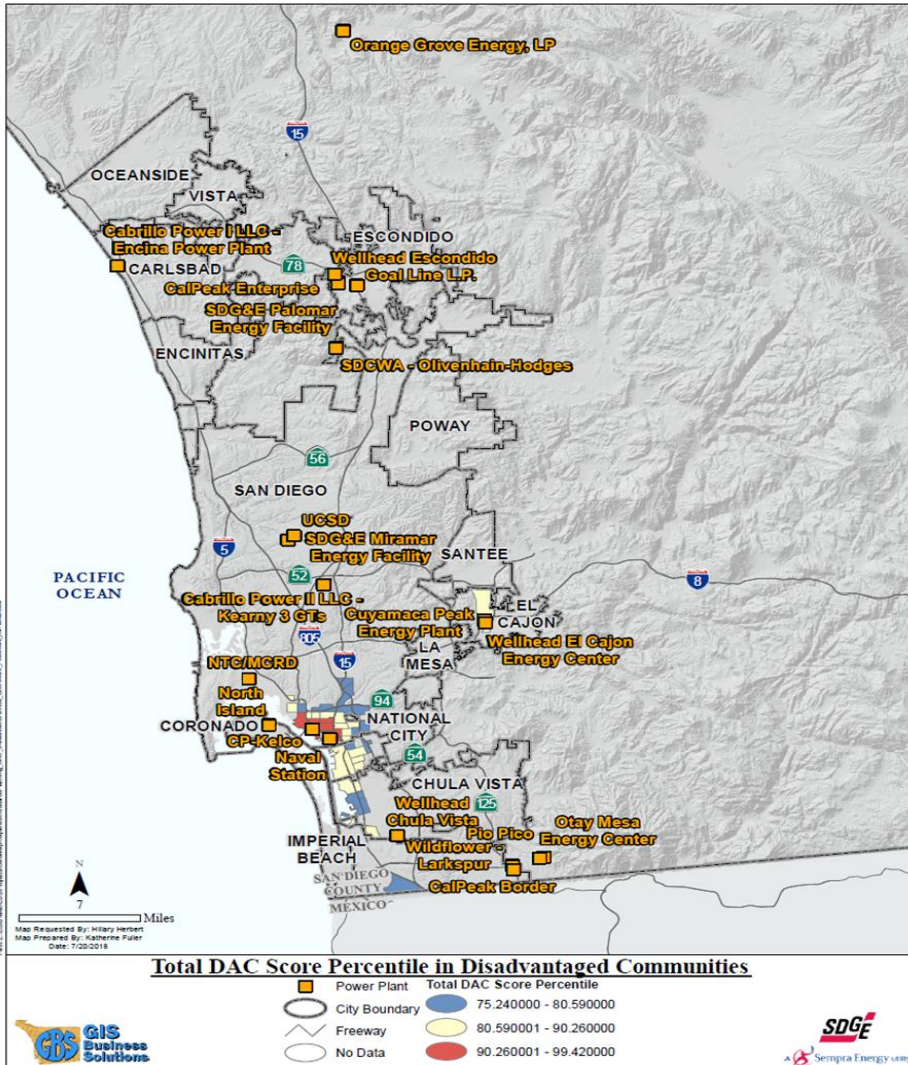 Orange Grove Energy, LP
15
OCEANSIDE
VISTA
Cabrillo Power I LLC -
Encina Power Plant
CARLSBAD
ESCONDIDO
78
Wellhead Escondido
Goal Line L.P.
CalPeak Enterprise
SDG&E Palomar
Energy Facility
ENCINITAS
SDCWA - Olivenhain-Hodges
POWAY
56
SAN DIEGO
UCSD
SDG&E Miramar
Energy Facility
5
SANTEE
PACIFIC
OCEAN
52
8
Cabrillo Power II LLC -
Kearny 3 GTs
Cuyamaca Peak
Energy Plant
EL
CAJON
Wellhead El Cajon
Energy Center
805
LA
MESA
15
NTC/MCRD
North
Island
94
CORONADO
NATIONAL
CITY
CP-Kelco
Naval
Station
54
CHULA VISTA
125
Wellhead
Chula Vista
Pio Pico
Otay Mesa
Energy Center
IMPERIAL
BEACH
Wildflower -
Larkspur
CalPeak Border
SAN DIEGO
COUNTY
MEXICO
N
7
Miles
Map Requested By: Hilary Herbert
Map Prepared By: Katherine Fuller
Date: 7/20/2018
Total DAC Score Percentile in Disadvantaged Communities
Power Plant
City Boundary
Freeway
No Data
Total DAC Score Percentile
75.240000 - 80.590000
80.590001 - 90.260000
90.260001 - 99.420000
GBS
GIS
Business
Solutions
SDGE
A Sempra Energy utility